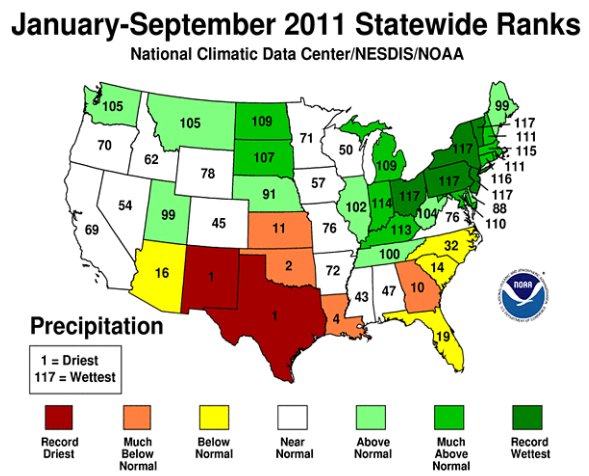 January-September 2011 Statewide Ranks
National Climatic Data Center/NESDIS/NOAA
105
105
109
71
99
117
70
62
107
50
109
117
111
115
78
57
91
117
117
111
116
54
99
45
102
114
104
76
117
88
69
11
76
113
110
16
1
2
72
100
32
14
43
47
10
1
4
19
NOAA
Precipitation
1 = Driest
117 = Wettest
Record
Driest
Much
Below
Normal
Below
Normal
Near
Normal
Above
Normal
Much
Above
Normal
Record
Wettest